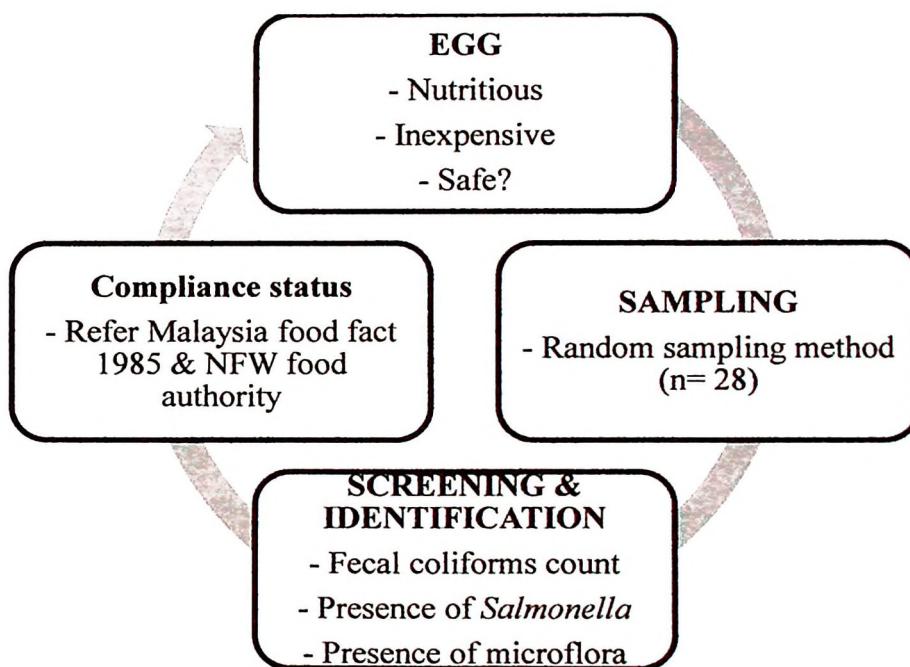 EGG
- Nutritious
- Inexpensive
- Safe?
SAMPLING
- Random sampling method
(n= 28)
SCREENING &
IDENTIFICATION
- Fecal coliforms count
- Presence of Salmonella
- Presence of microflora
Compliance status
- Refer Malaysia food fact
1985 & NFW food
authority